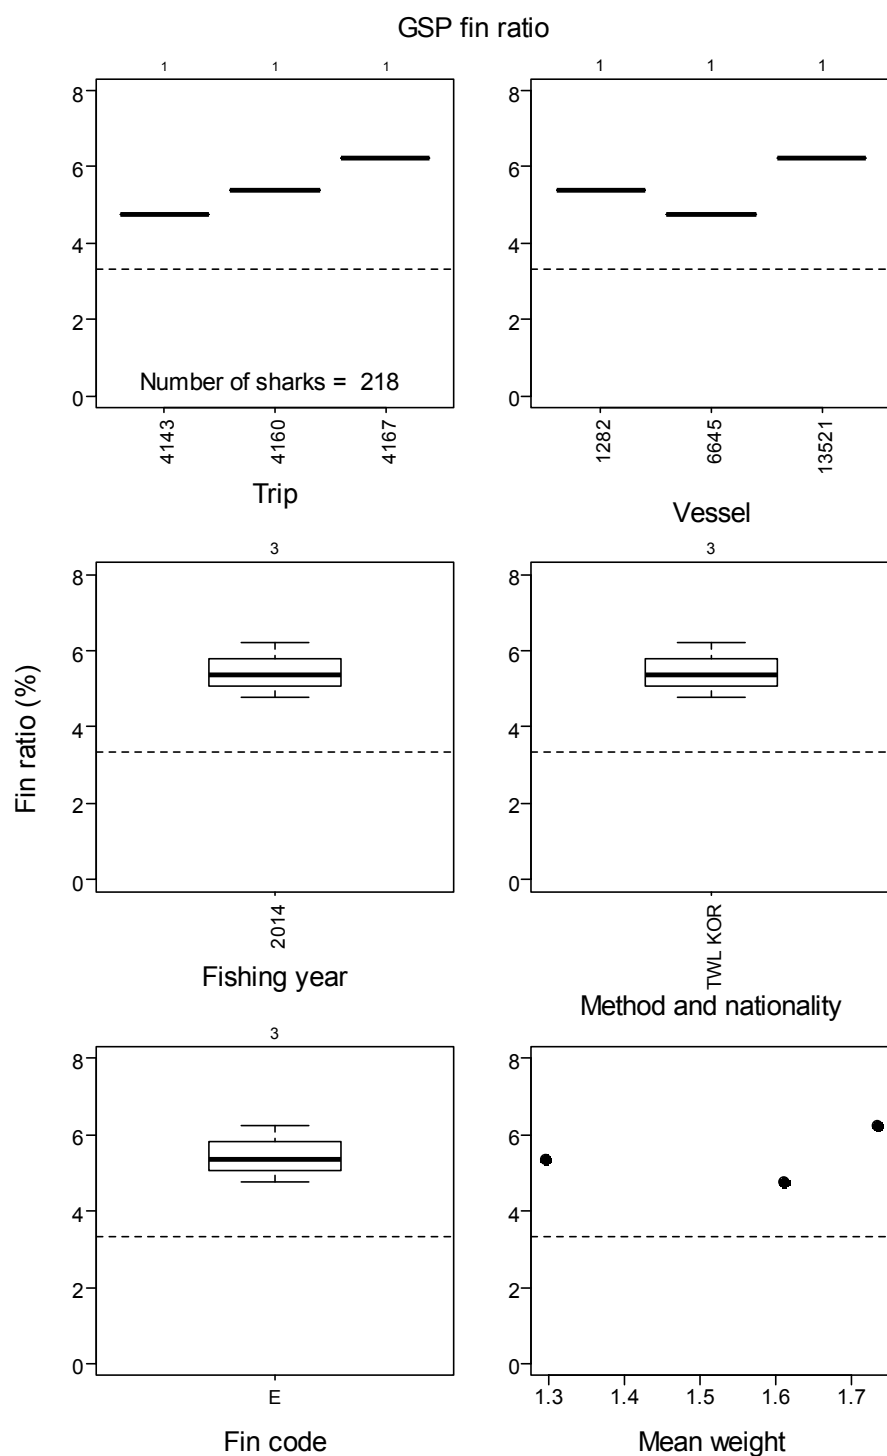 GSP fin ratio
1 1 1
8
6
4
2
0
Number of sharks = 218
4143 4160 4167
Trip
1 1 1
8
6
4
2
0
1282 6645 13521
Vessel
Fin ratio (%)
3
8
6
4
2
0
2014
Fishing year
3
8
6
4
2
0
TWL KOR
Method and nationality
3
8
6
4
2
0
E
Fin code
8
6
4
2
0
1.3 1.4 1.5 1.6 1.7
Mean weight